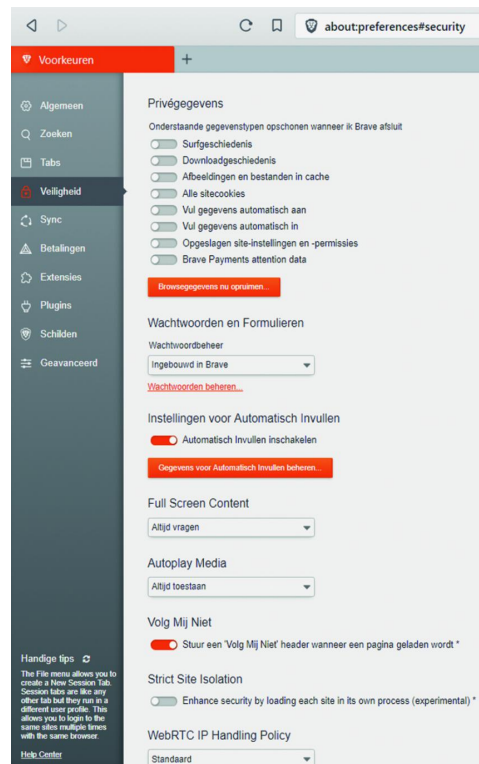 about:preferences#security
Voorkeuren
+
Algemeen
Zoeken
Tabs
Veiligheid
Sync
Betalingen
Extensies
Plugins
Schilden
Geavanceerd
Handige tips
The File menu allows you to
create a New Session Tab.
Session tabs are like any
other tab but they run in a
different user profile. This
allows you to login to the
same sites multiple times
with the same browser.
Help Center
Privégegevens
Onderstaande gegevenstypen opschonen wanneer ik Brave afsluit
Surfgeschiedenis
Downloadgeschiedenis
Afbeeldingen en bestanden in cache
Alle sitecookies
Vul gegevens automatisch aan
Vul gegevens automatisch in
Opgeslagen site-instellingen en -permissies
Brave Payments attention data
Browsegegevens nu opruimen...
Wachtwoorden en Formulieren
Wachtwoordbeheer
Ingebouwd in Brave
Wachtwoorden beheren...
Instellingen voor Automatisch Invullen
Automatisch Invullen inschakelen
Gegevens voor Automatisch Invullen beheren...
Full Screen Content
Altijd vragen
Autoplay Media
Altijd toestaan
Volg Mij Niet
Stuur een 'Volg Mij Niet' header wanneer een pagina geladen wordt *
Strict Site Isolation
Enhance security by loading each site in its own process (experimental) *
WebRTC IP Handling Policy
Standaard